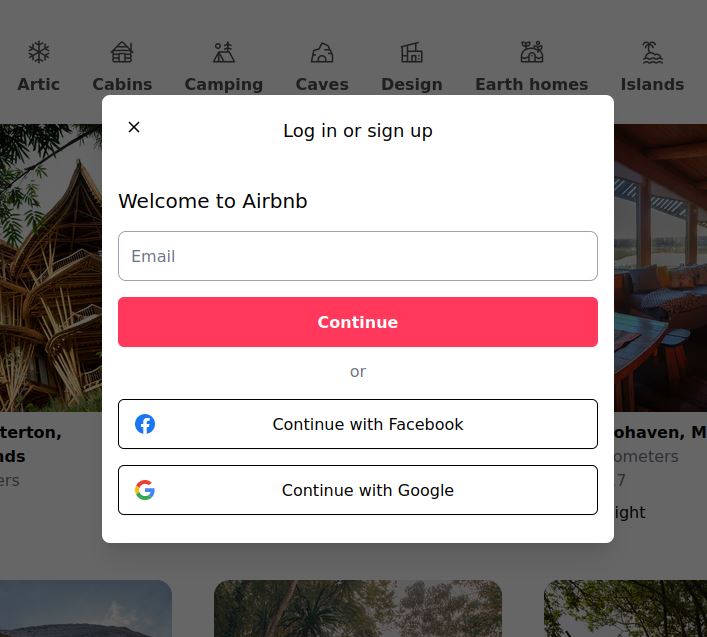 Artic
Cabins
Camping
Caves
Design
Earth homes
Islands
Log in or sign up
Welcome to Airbnb
Email
Continue
or
Continue with Facebook
Continue with Google
terton,
ohaven, M
nds
ometers
ers
7
ight